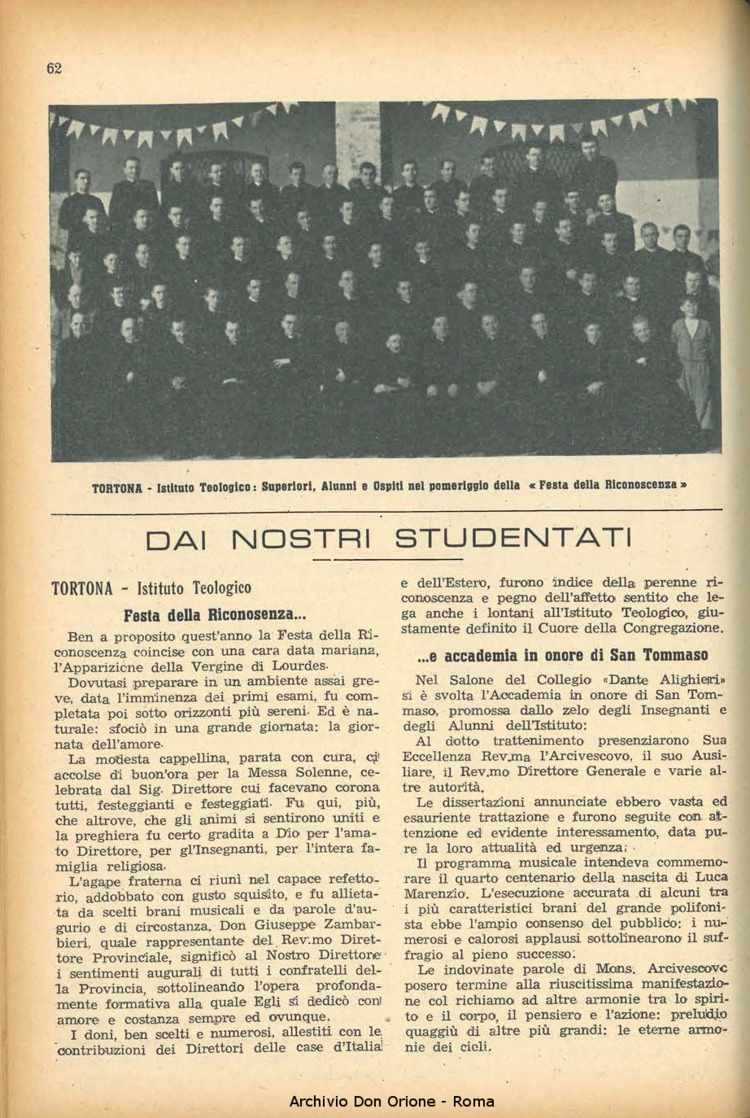 62
TORTONA - Istituto Teologico: Superiori, Alunni e Ospiti nel pomeriggio della « Festa della Riconoscenza »
DAI NOSTRI STUDENTATI
TORTONA - Istituto Teologico
Festa della Riconosenza...
Ben a proposito quest'anno la Festa della Ri-
conoscenza coincise con una cara data mariana,
l'Apparizione della Vergine di Lourdes.
Dovutasi preparare in un ambiente assai gre-
ve, data l'imminenza dei primi esami, fu com-
pletata poi sotto orizzonti più sereni. Ed è na-
turale: sfociò in una grande giornata: la gior-
nata dell'amore.
La modesta cappellina, parata con cura, ci
accolse di buon'ora per la Messa Solenne, ce-
lebrata dal Sig. Direttore cui facevano corona
tutti, festeggianti e festeggiati. Fu qui, più,
che altrove, che gli animi si sentirono uniti e
la preghiera fu certo gradita a Dio per l'ama-
to Direttore, per gl'Insegnanti, per l'intera fa-
miglia religiosa.
L'agape fraterna ci riunì nel capace refetto-
rio, addobbato con gusto squisito, e fu allieta-
ta da scelti brani musicali e da parole d'au-
gurio e di circostanza. Don Giuseppe Zambar-
bieri, quale rappresentante del Rev.mo Diret-
tore Provinciale, significò al Nostro Direttore
i sentimenti augurali di tutti i confratelli del-
la Provincia, sottolineando l'opera profonda-
mente formativa alla quale Egli si dedicò con
amore e costanza sempre ed ovunque.
I doni, ben scelti e numerosi, allestiti con le
contribuzioni dei Direttori delle case d'Italia
e dell'Estero, furono indice della perenne ri-
conoscenza e pegno dell'affetto sentito che le-
ga anche i lontani all'Istituto Teologico, giu-
stamente definito il Cuore della Congregazione.
...e accademia in onore di San Tommaso
Nel Salone del Collegio «Dante Alighieri»
si è svolta l'Accademia in onore di San Tom-
maso, promossa dallo zelo degli Insegnanti e
degli Alunni dell'Istituto:
Al dotto trattenimento presenziarono Sua
Eccellenza Rev.ma l'Arcivescovo, il suo Ausi-
liare, il Rev.mo Direttore Generale e varie al-
tre autorità.
Le dissertazioni annunciate ebbero vasta ed
esauriente trattazione e furono seguite con at-
tenzione ed evidente interessamento, data pu-
re la loro attualità ed urgenza.
Il programma musicale intendeva commemo-
rare il quarto centenario della nascita di Luca
Marenzio. L'esecuzione accurata di alcuni tra
i più caratteristici brani del grande polifoni-
sta ebbe l'ampio consenso del pubblico: i nu-
merosi e calorosi applausi sottolinearono il suf-
fragio al pieno successo.
Le indovinate parole di Mons. Arcivescovo
posero termine alla riuscitissima manifestazio-
ne col richiamo ad altre armonie tra lo spiri-
to e il corpo, il pensiero e l'azione: preludio
quaggiù di altre più grandi: le eterne armo-
nie dei cieli.
Archivio Don Orione - Roma